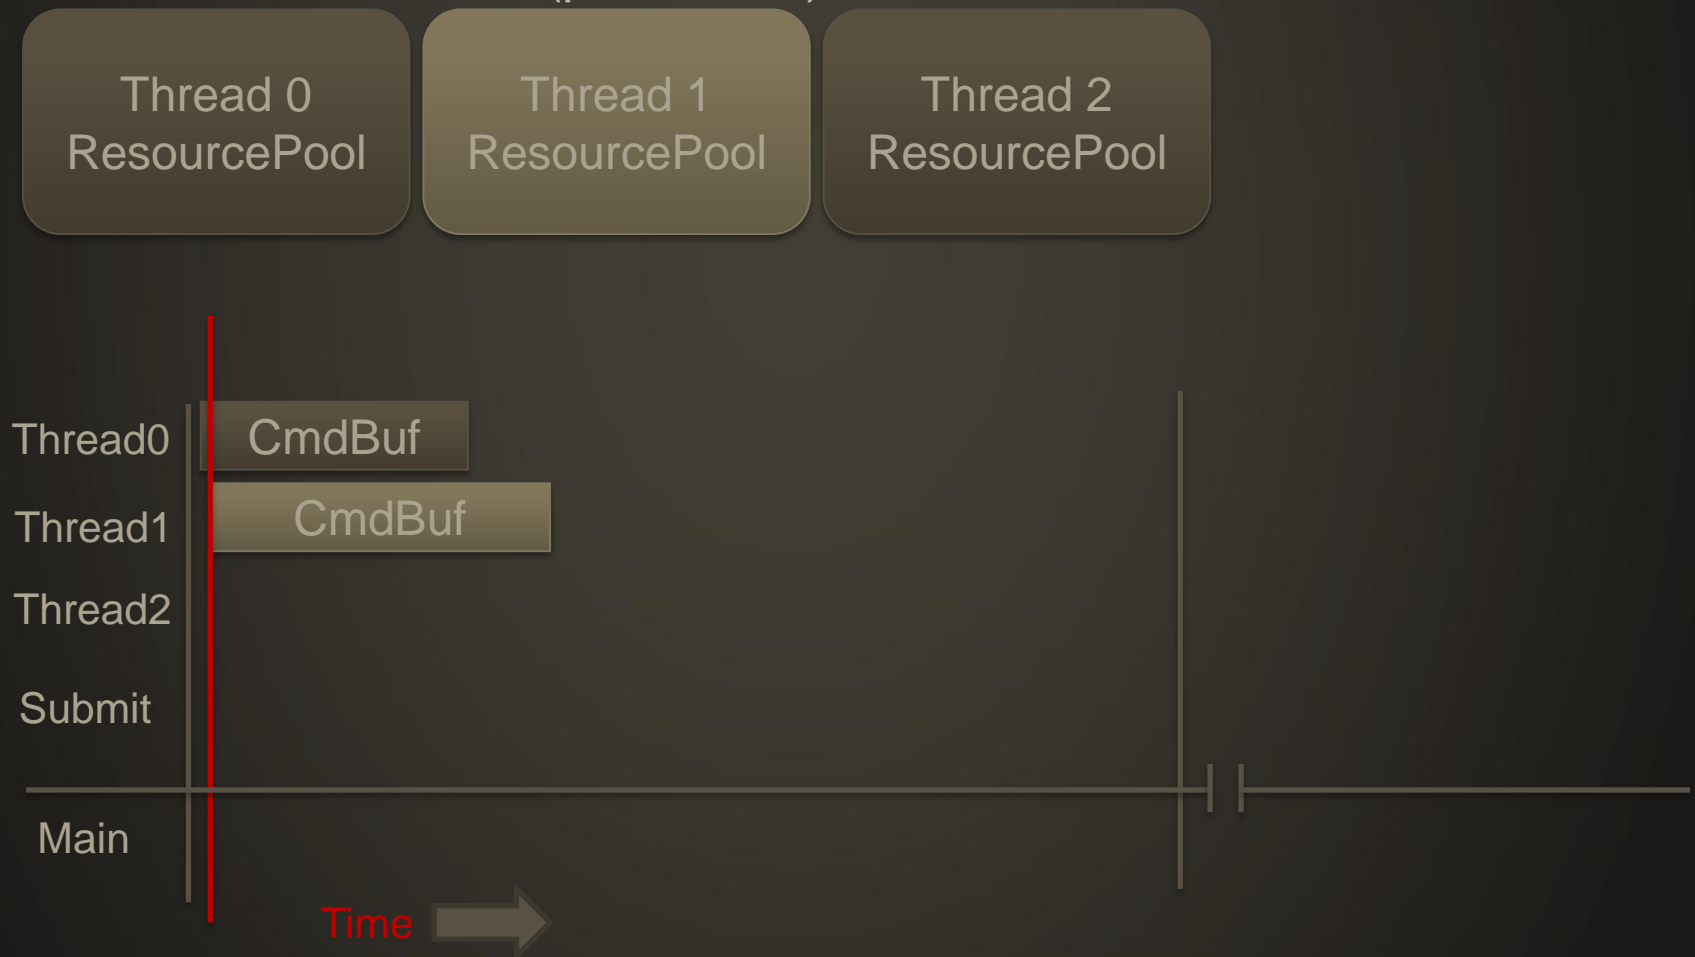 Thread 0
ResourcePool
Thread 1
ResourcePool
Thread 2
ResourcePool
Thread0
CmdBuf
Thread1
CmdBuf
Thread2
Submit
Main
Time